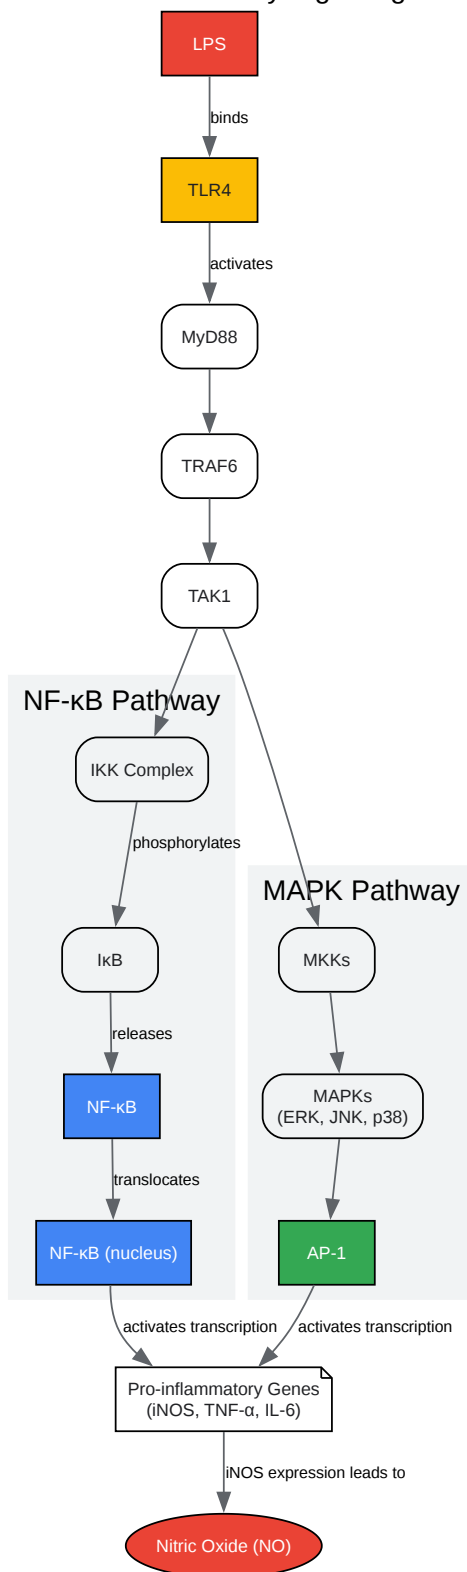 LPS
binds
TLR4
activates
MyD88
TRAF6
TAK1
NF-κB Pathway
IKK Complex
phosphorylates
MAPK Pathway
IκB
MKKs
releases
NF-κB
MAPKs
(ERK, JNK, p38)
translocates
NF-κB (nucleus)
AP-1
activates transcription
activates transcription
Pro-inflammatory Genes
(iNOS, TNF-α, IL-6)
iNOS expression leads to
Nitric Oxide (NO)